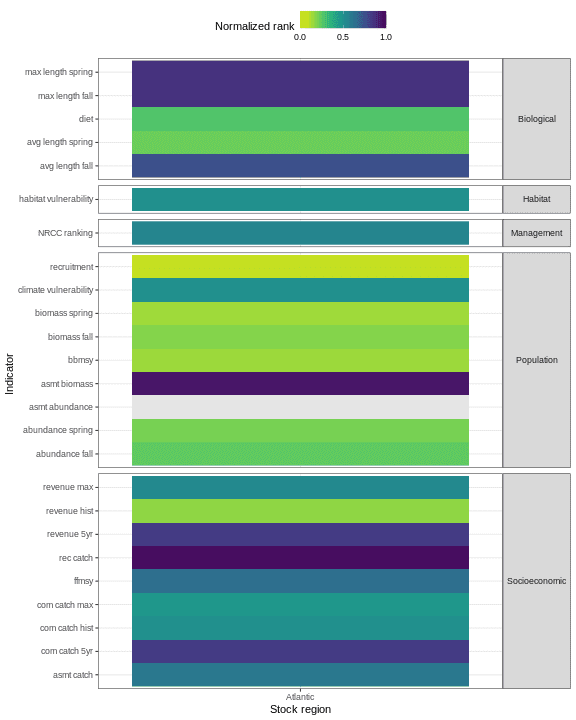 Normalized rank
0.0 0.5 1.0
max length spring
max length fall
diet
avg length spring
avg length fall
Biological
habitat vulnerability
Habitat
NRCC ranking
Management
recruitment
climate vulnerability
biomass spring
biomass fall
bbmsy
asmt biomass
asmt abundance
abundance spring
abundance fall
Population
revenue max
revenue hist
revenue 5yr
rec catch
ffmsy
com catch max
com catch hist
com catch 5yr
asmt catch
Socioeconomic
Indicator
Atlantic
Stock region